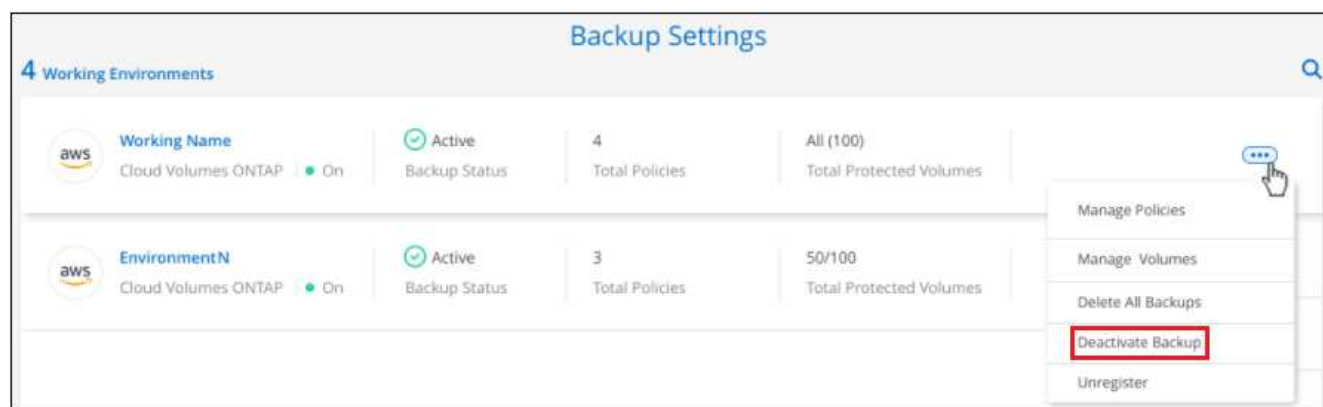 Backup Settings
4 Working Environments
aws
Working Name
Cloud Volumes ONTAP
On
Active
Backup Status
4
Total Policies
All (100)
Total Protected Volumes
Manage Policies
Manage Volumes
Delete All Backups
Deactivate Backup
Unregister
aws
EnvironmentN
Cloud Volumes ONTAP
On
Active
Backup Status
3
Total Policies
50/100
Total Protected Volumes